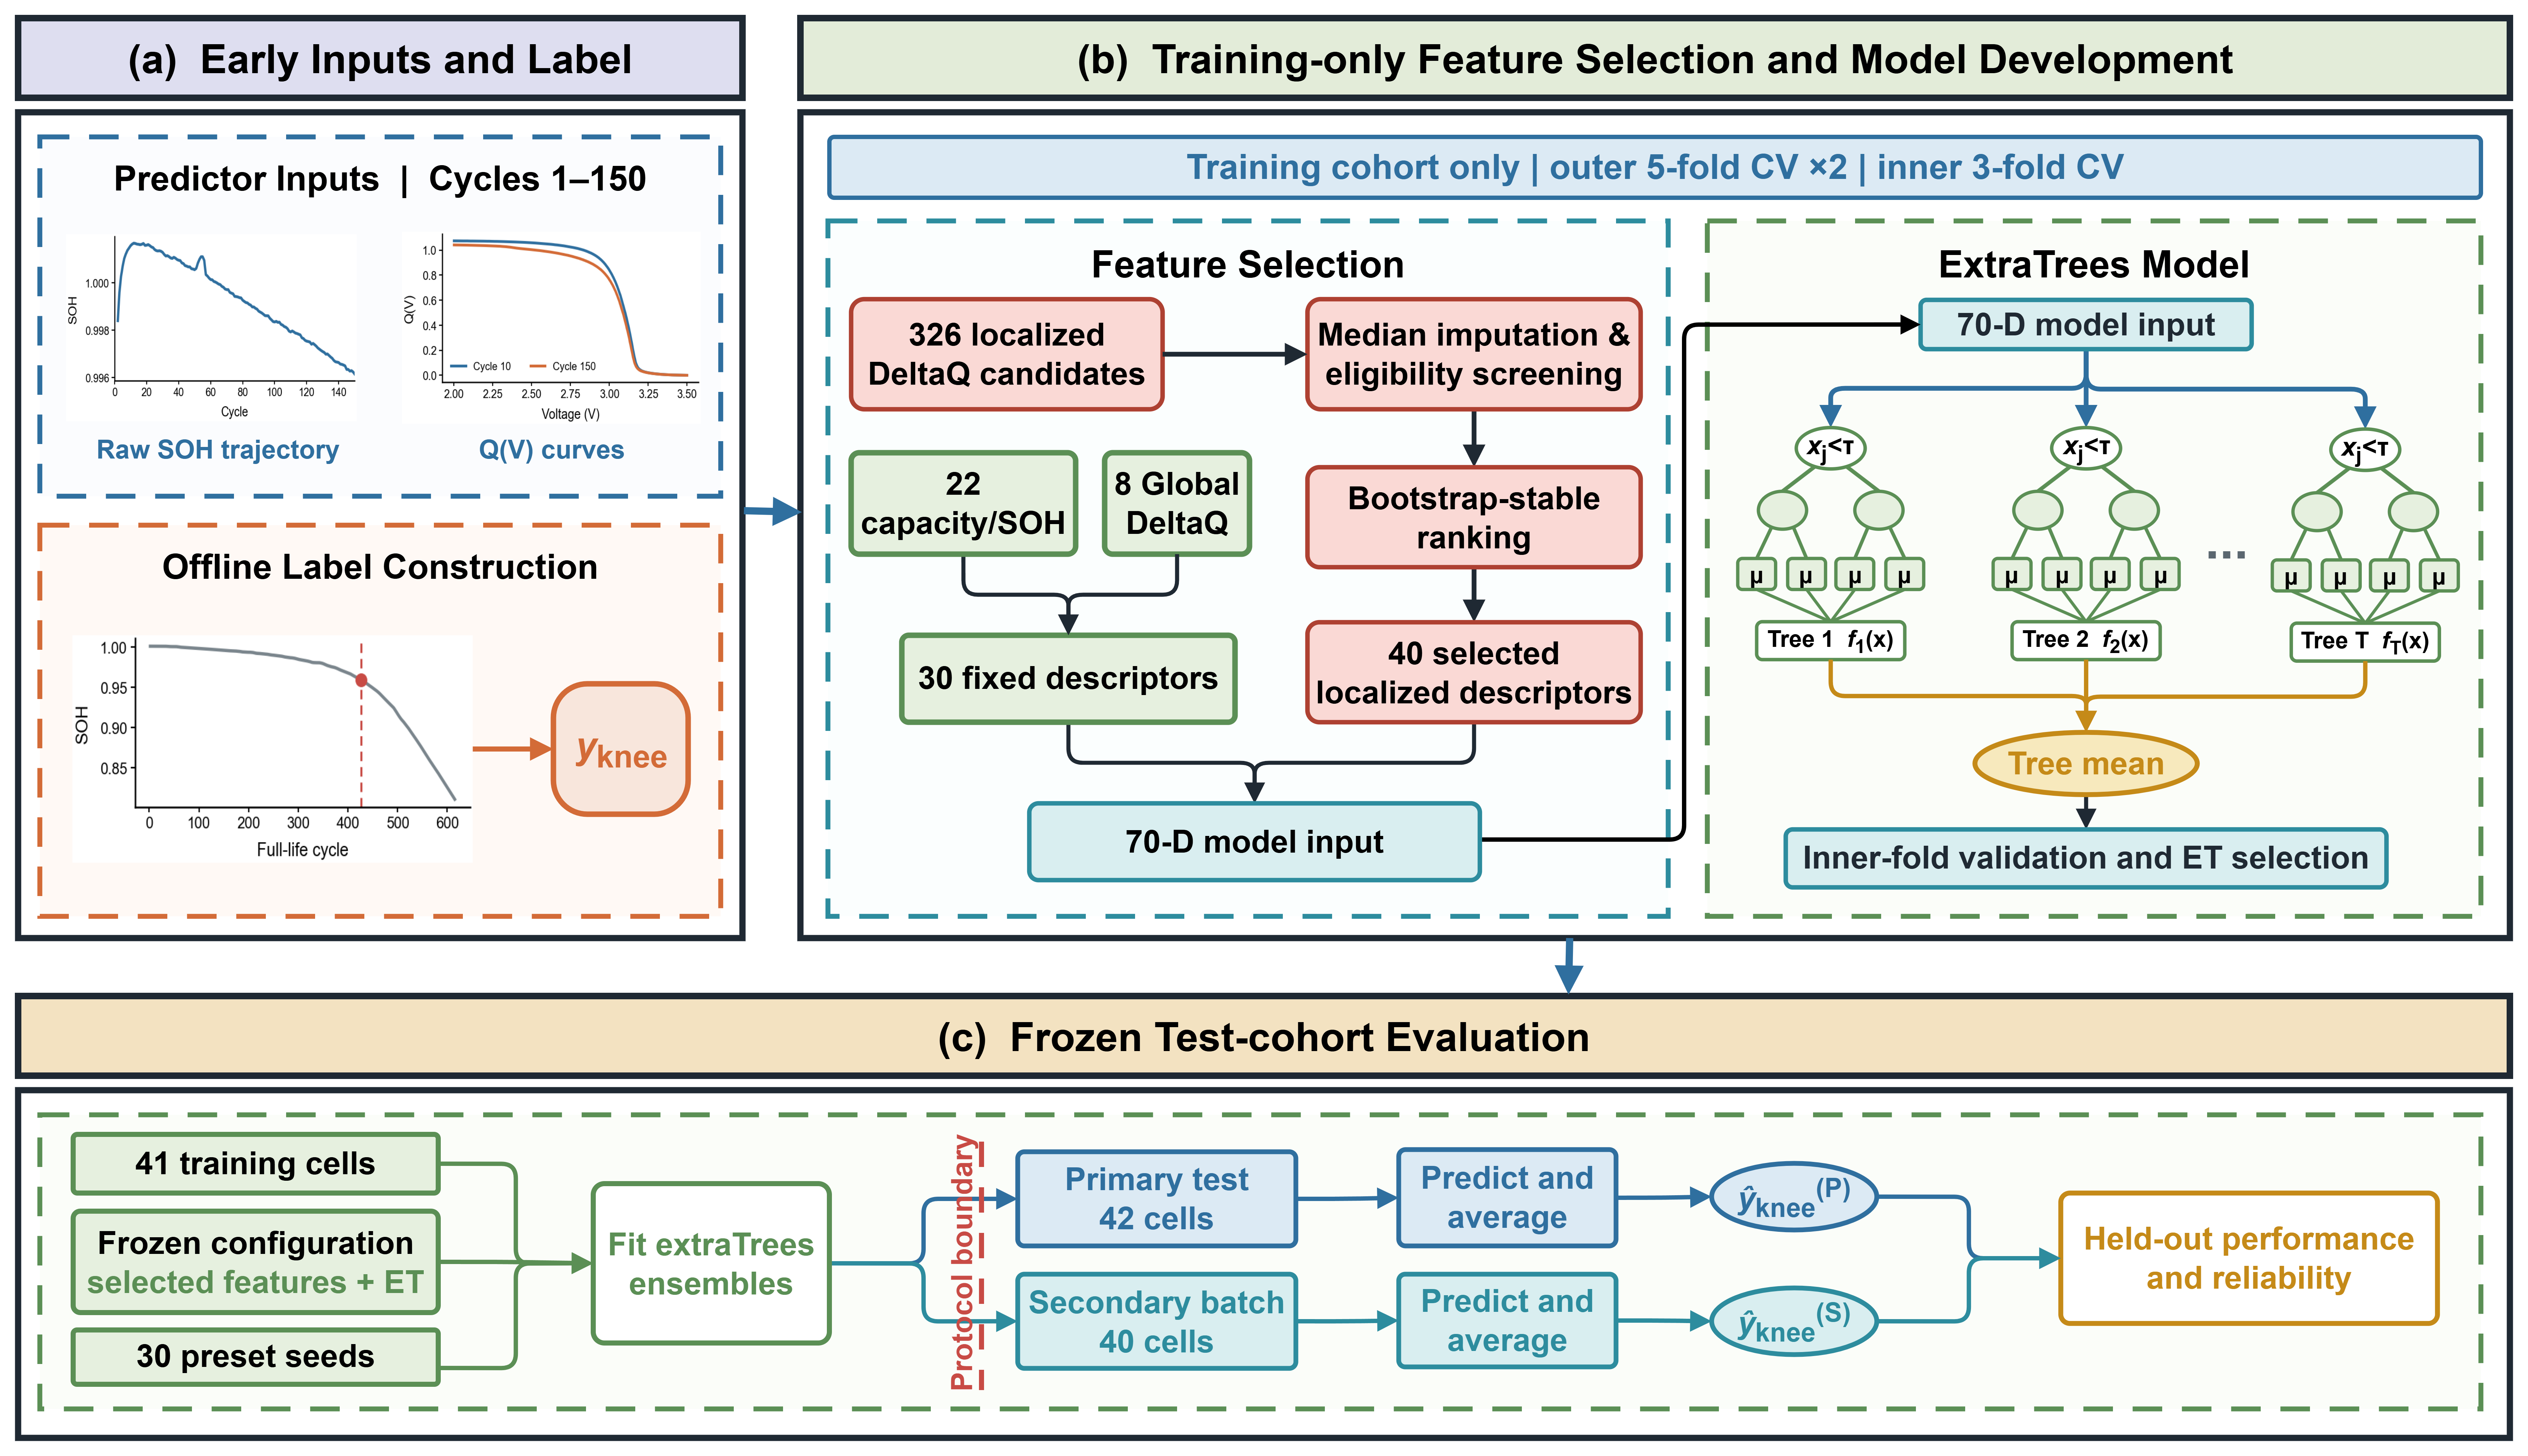 (a) Early Inputs and Label
Predictor Inputs | Cycles 1–150
SOH
1.000
0.998
0.996
0 20 40 60 80 100 120 140
Cycle
Raw SOH trajectory
Q(V)
1.0
0.8
0.6
0.4
0.2
0.0
Cycle 10 Cycle 150
2.00 2.25 2.50 2.75 3.00 3.25 3.50
Voltage (V)
Q(V) curves
Offline Label Construction
SOH
1.00
0.95
0.90
0.85
0 100 200 300 400 500 600
Full-life cycle
y_knee
(b) Training-only Feature Selection and Model Development
Training cohort only | outer 5-fold CV ×2 | inner 3-fold CV
Feature Selection
326 localized
DeltaQ candidates
Median imputation &
eligibility screening
22
capacity/SOH
8 Global
DeltaQ
Bootstrap-stable
ranking
30 fixed descriptors
40 selected
localized descriptors
70-D model input
ExtraTrees Model
70-D model input
x_j<τ x_j<τ x_j<τ
...
μ μ μ μ μ μ μ μ μ μ μ μ
Tree 1 f_1(x)
Tree 2 f_2(x)
Tree T f_T(x)
Tree mean
Inner-fold validation and ET selection
(c) Frozen Test-cohort Evaluation
41 training cells
Frozen configuration
selected features + ET
30 preset seeds
Fit extraTrees
ensembles
Protocol boundary
Primary test
42 cells
Predict and
average
ŷ_knee^(P)
Secondary batch
40 cells
Predict and
average
ŷ_knee^(S)
Held-out performance
and reliability